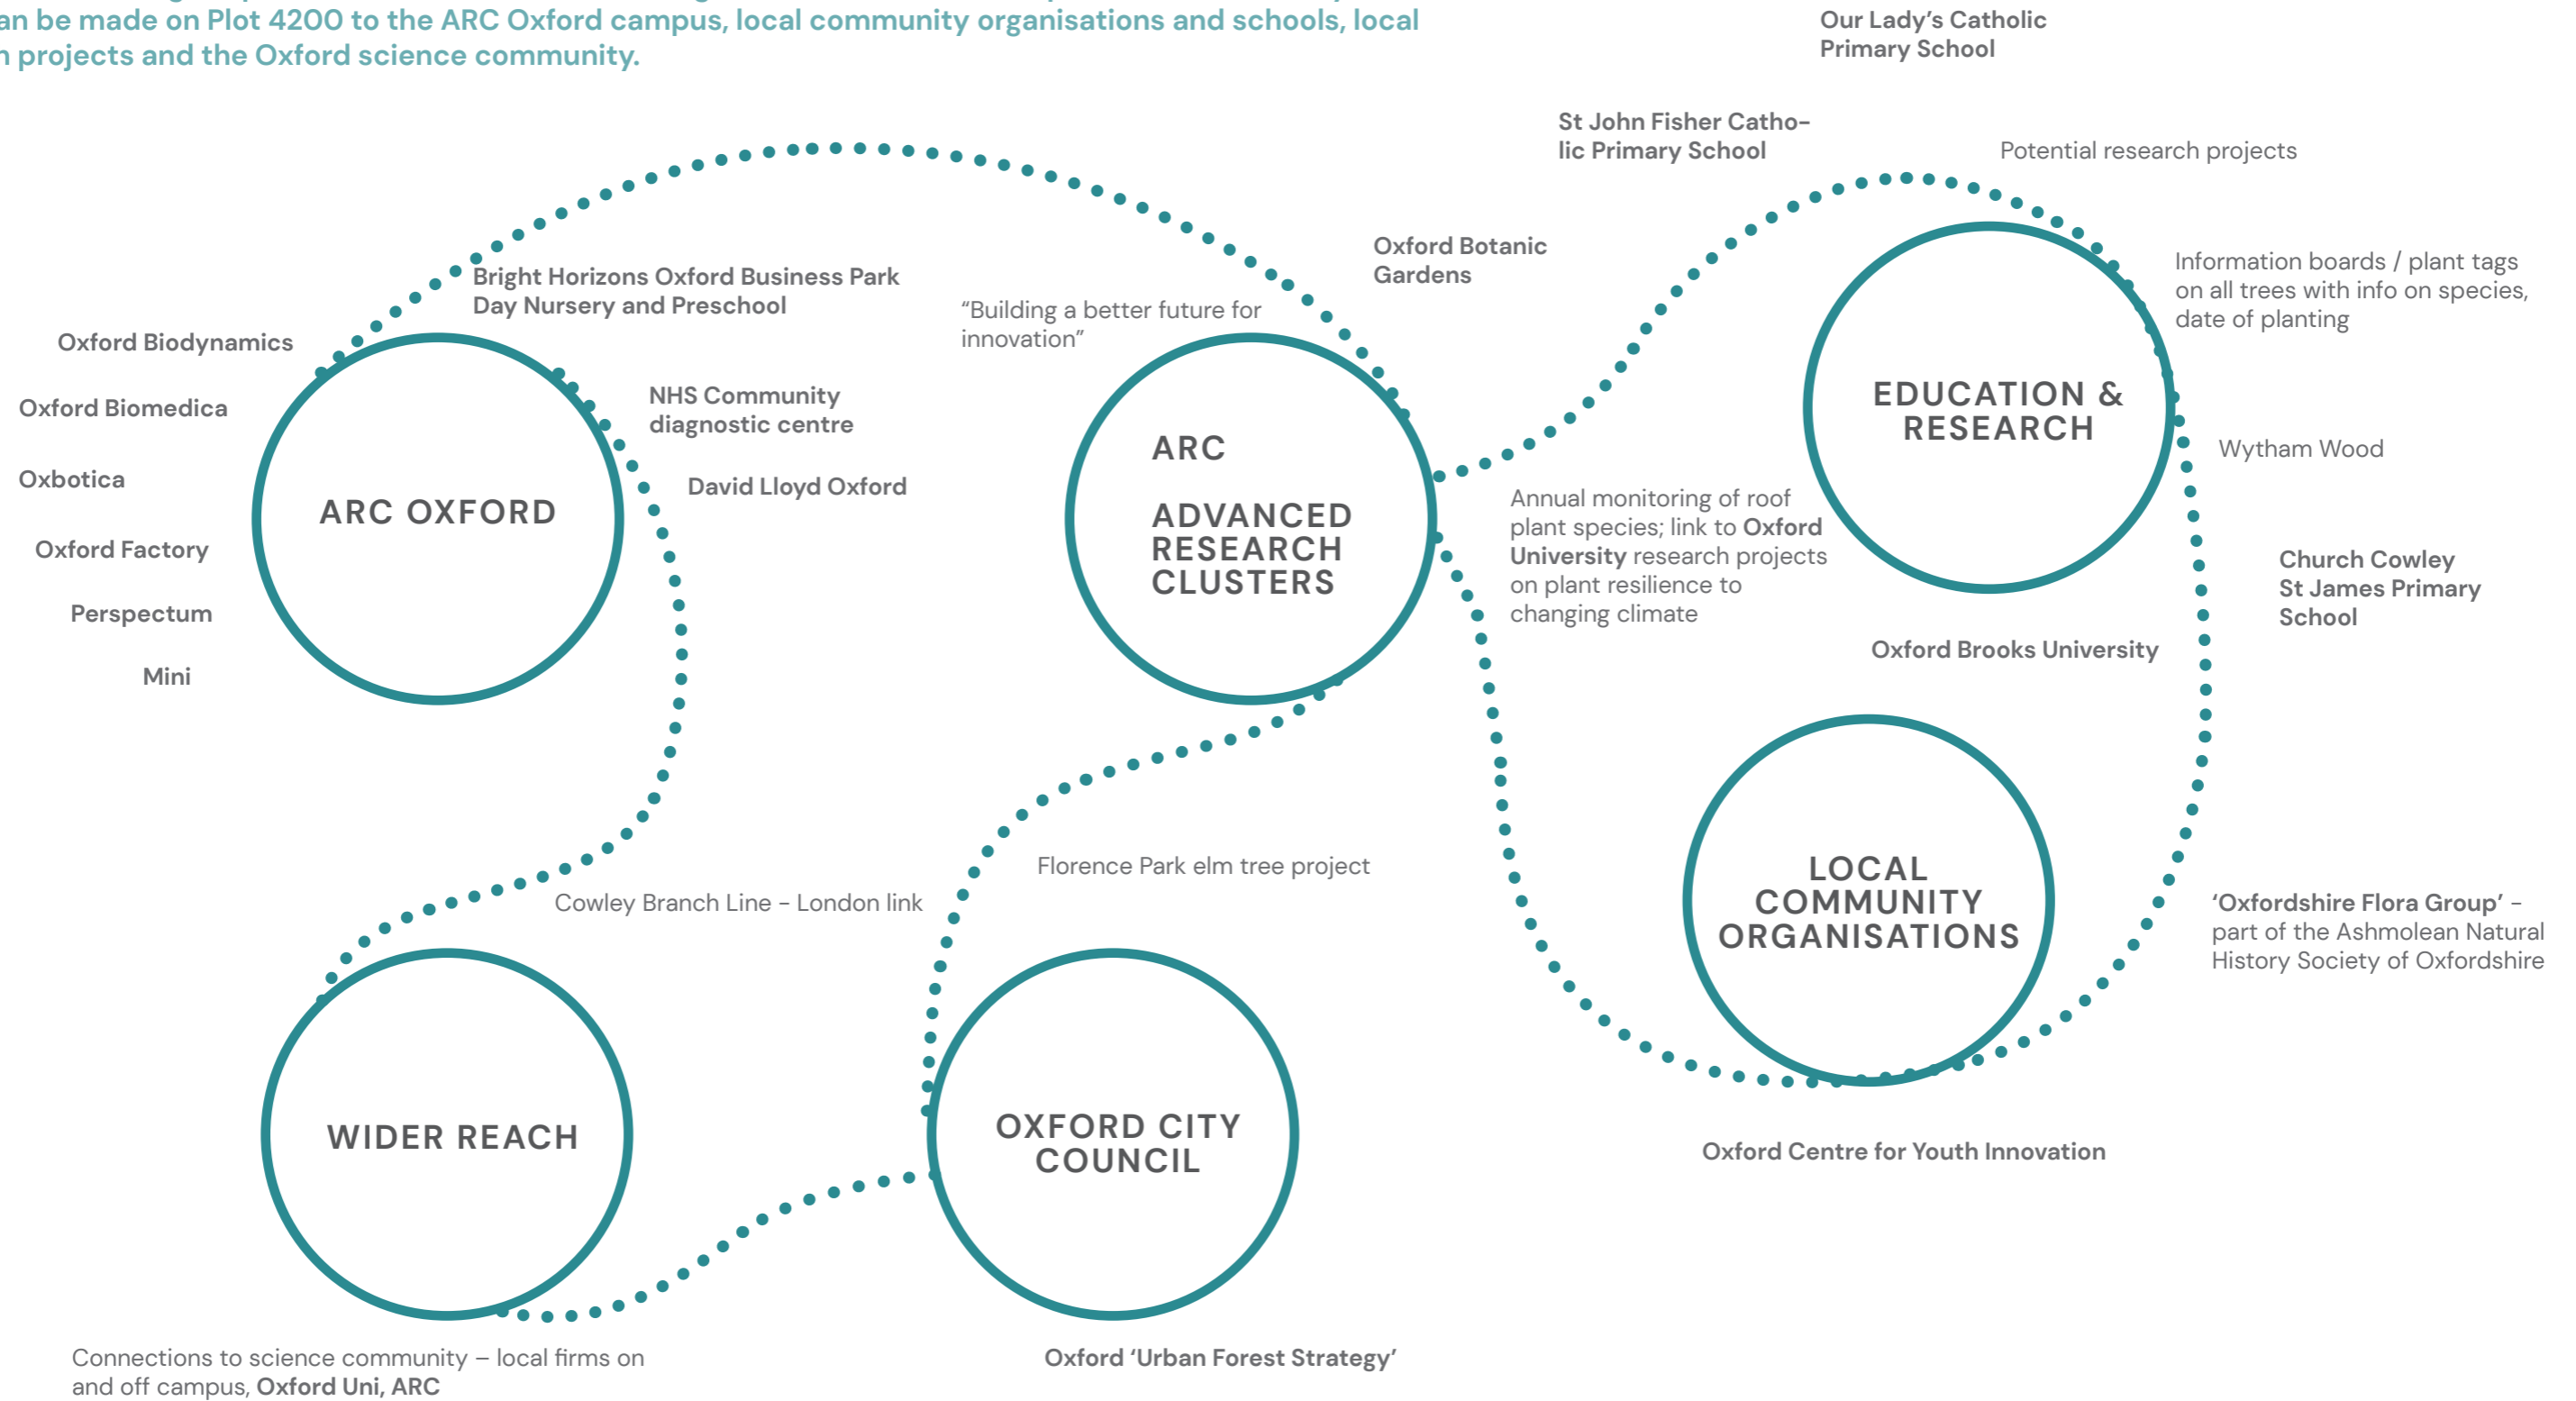 an be made on Plot 4200 to the ARC Oxford campus, local community organisations and schools, local
projects and the Oxford science community.
Our Lady’s Catholic
Primary School
St John Fisher Catho-
lic Primary School
Potential research projects
Oxford Botanic
Gardens
Information boards / plant tags
on all trees with info on species,
date of planting
Bright Horizons Oxford Business Park
Day Nursery and Preschool
“Building a better future for
innovation”
Oxford Biodynamics
Oxford Biomedica
Oxbotica
Oxford Factory
Perspectum
Mini
ARC OXFORD
NHS Community
diagnostic centre
David Lloyd Oxford
ARC
ADVANCED
RESEARCH
CLUSTERS
EDUCATION &
RESEARCH
Wytham Wood
Annual monitoring of roof
plant species; link to Oxford
University research projects
on plant resilience to
changing climate
Church Cowley
St James Primary
School
Oxford Brooks University
LOCAL
COMMUNITY
ORGANISATIONS
Florence Park elm tree project
Cowley Branch Line - London link
‘Oxfordshire Flora Group’ -
part of the Ashmolean Natural
History Society of Oxfordshire
WIDER REACH
OXFORD CITY
COUNCIL
Oxford Centre for Youth Innovation
Connections to science community – local firms on
and off campus, Oxford Uni, ARC
Oxford ‘Urban Forest Strategy’